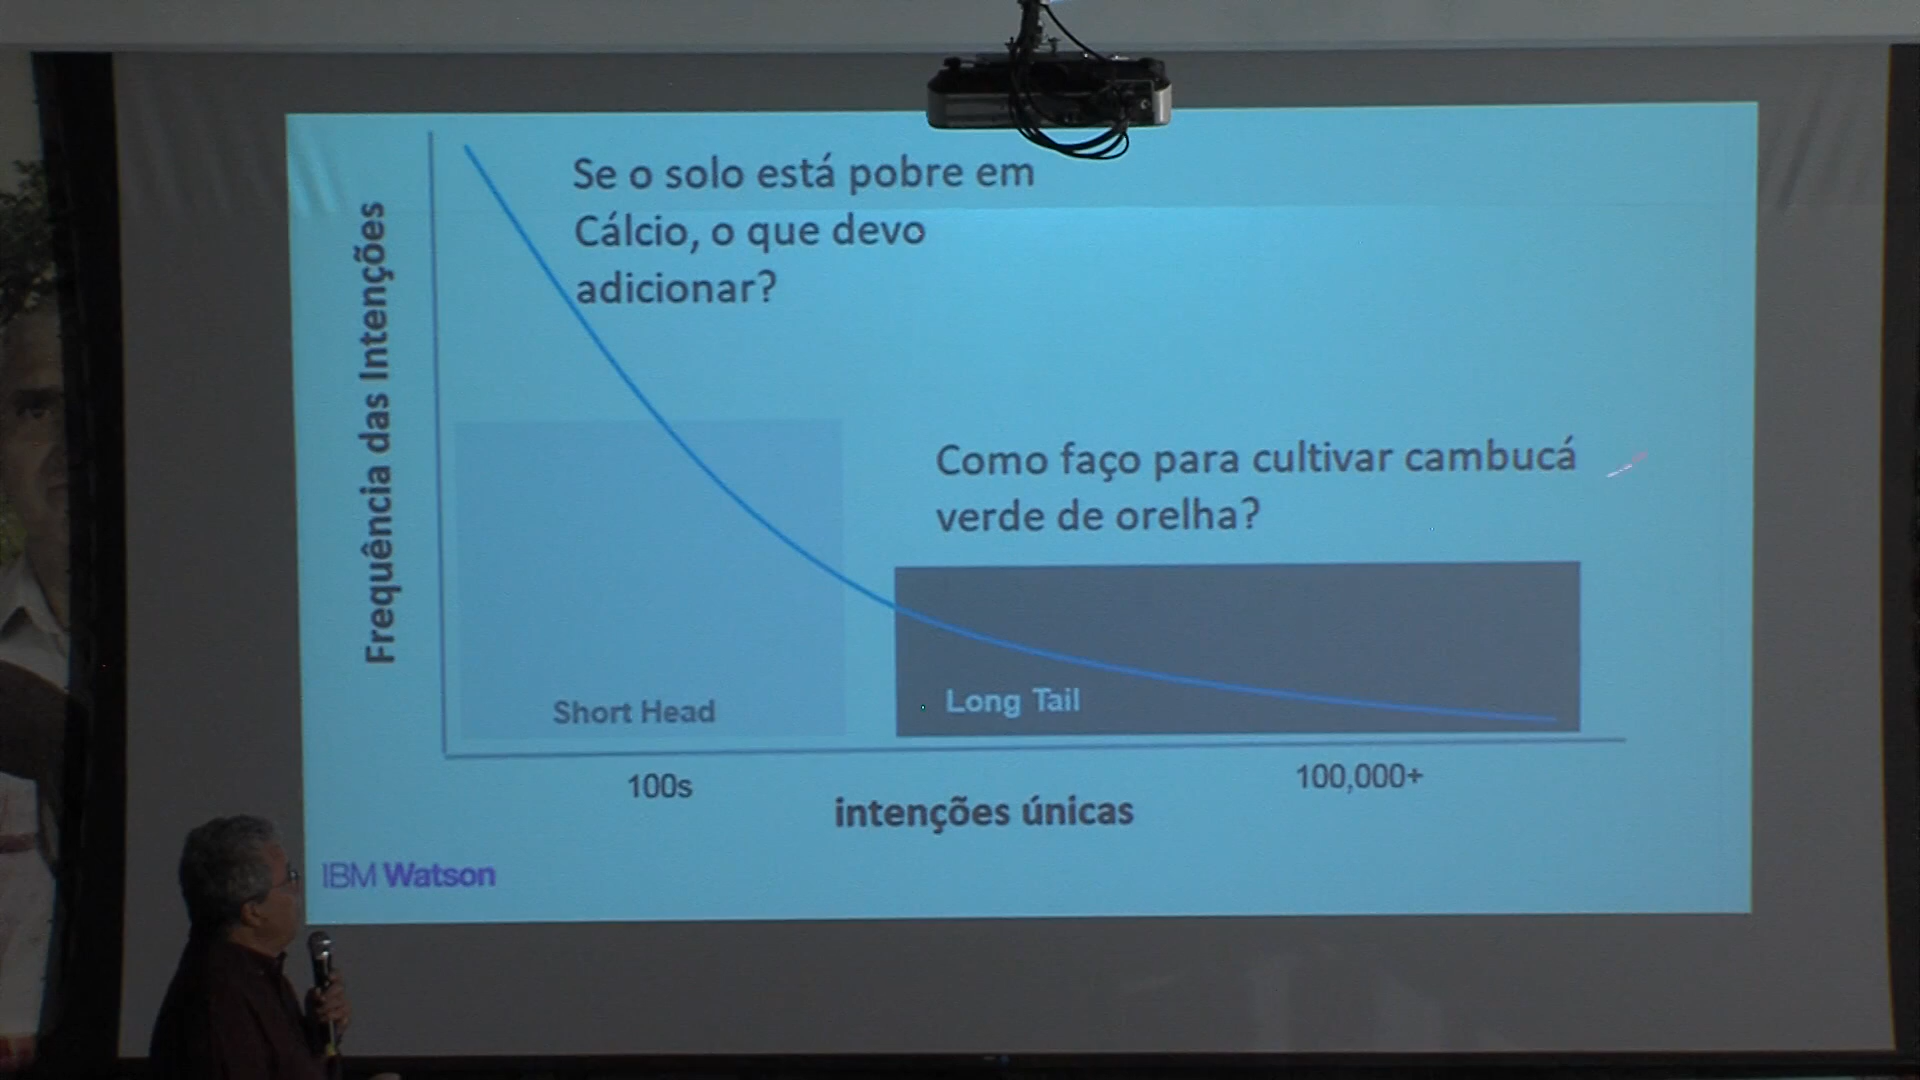 Se o solo está pobre em
Cálcio, o que devo
adicionar?
Frequência das Intenções
Como faço para cultivar cambucá
verde de orelha?
Short Head
Long Tail
100s
100,000+
intenções únicas
IBM Watson